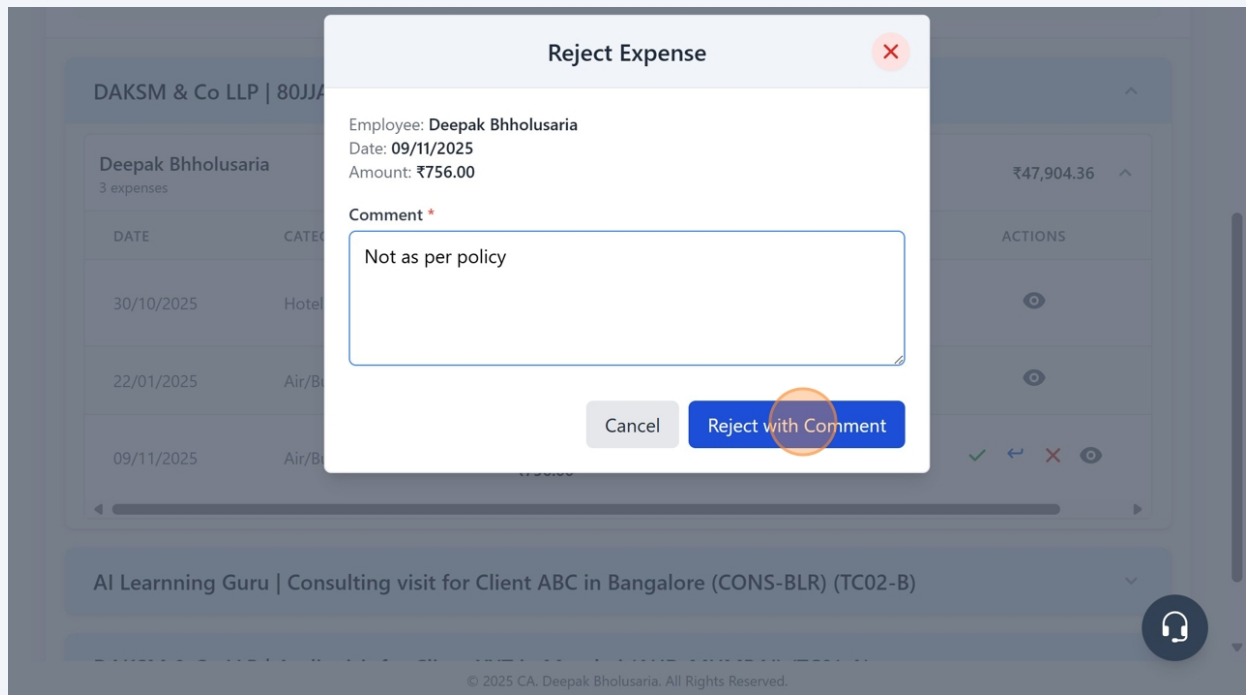 Reject Expense
DAKSM & Co LLP | 80JJA
Employee: Deepak Bhholusaria
Date: 09/11/2025
Amount: ₹756.00
Deepak Bhholusaria
3 expenses
₹47,904.36
Comment *
DATE
ACTIONS
Not as per policy
30/10/2025 Hotel
22/01/2025
Cancel
Reject with Comment
09/11/2025
AI Learnning Guru | Consulting visit for Client ABC in Bangalore (CONS-BLR) (TC02-B)
© 2025 CA. Deepak Bholusaria. All Rights Reserved.